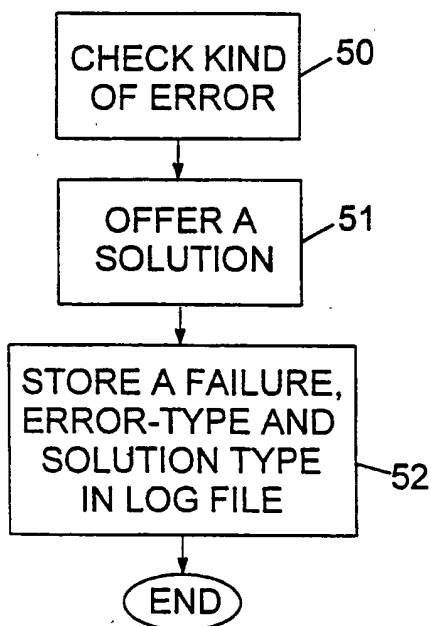 CHECK KIND
OF ERROR
50
OFFER A
SOLUTION
51
STORE A FAILURE,
ERROR-TYPE AND
SOLUTION TYPE
IN LOG FILE
52
END